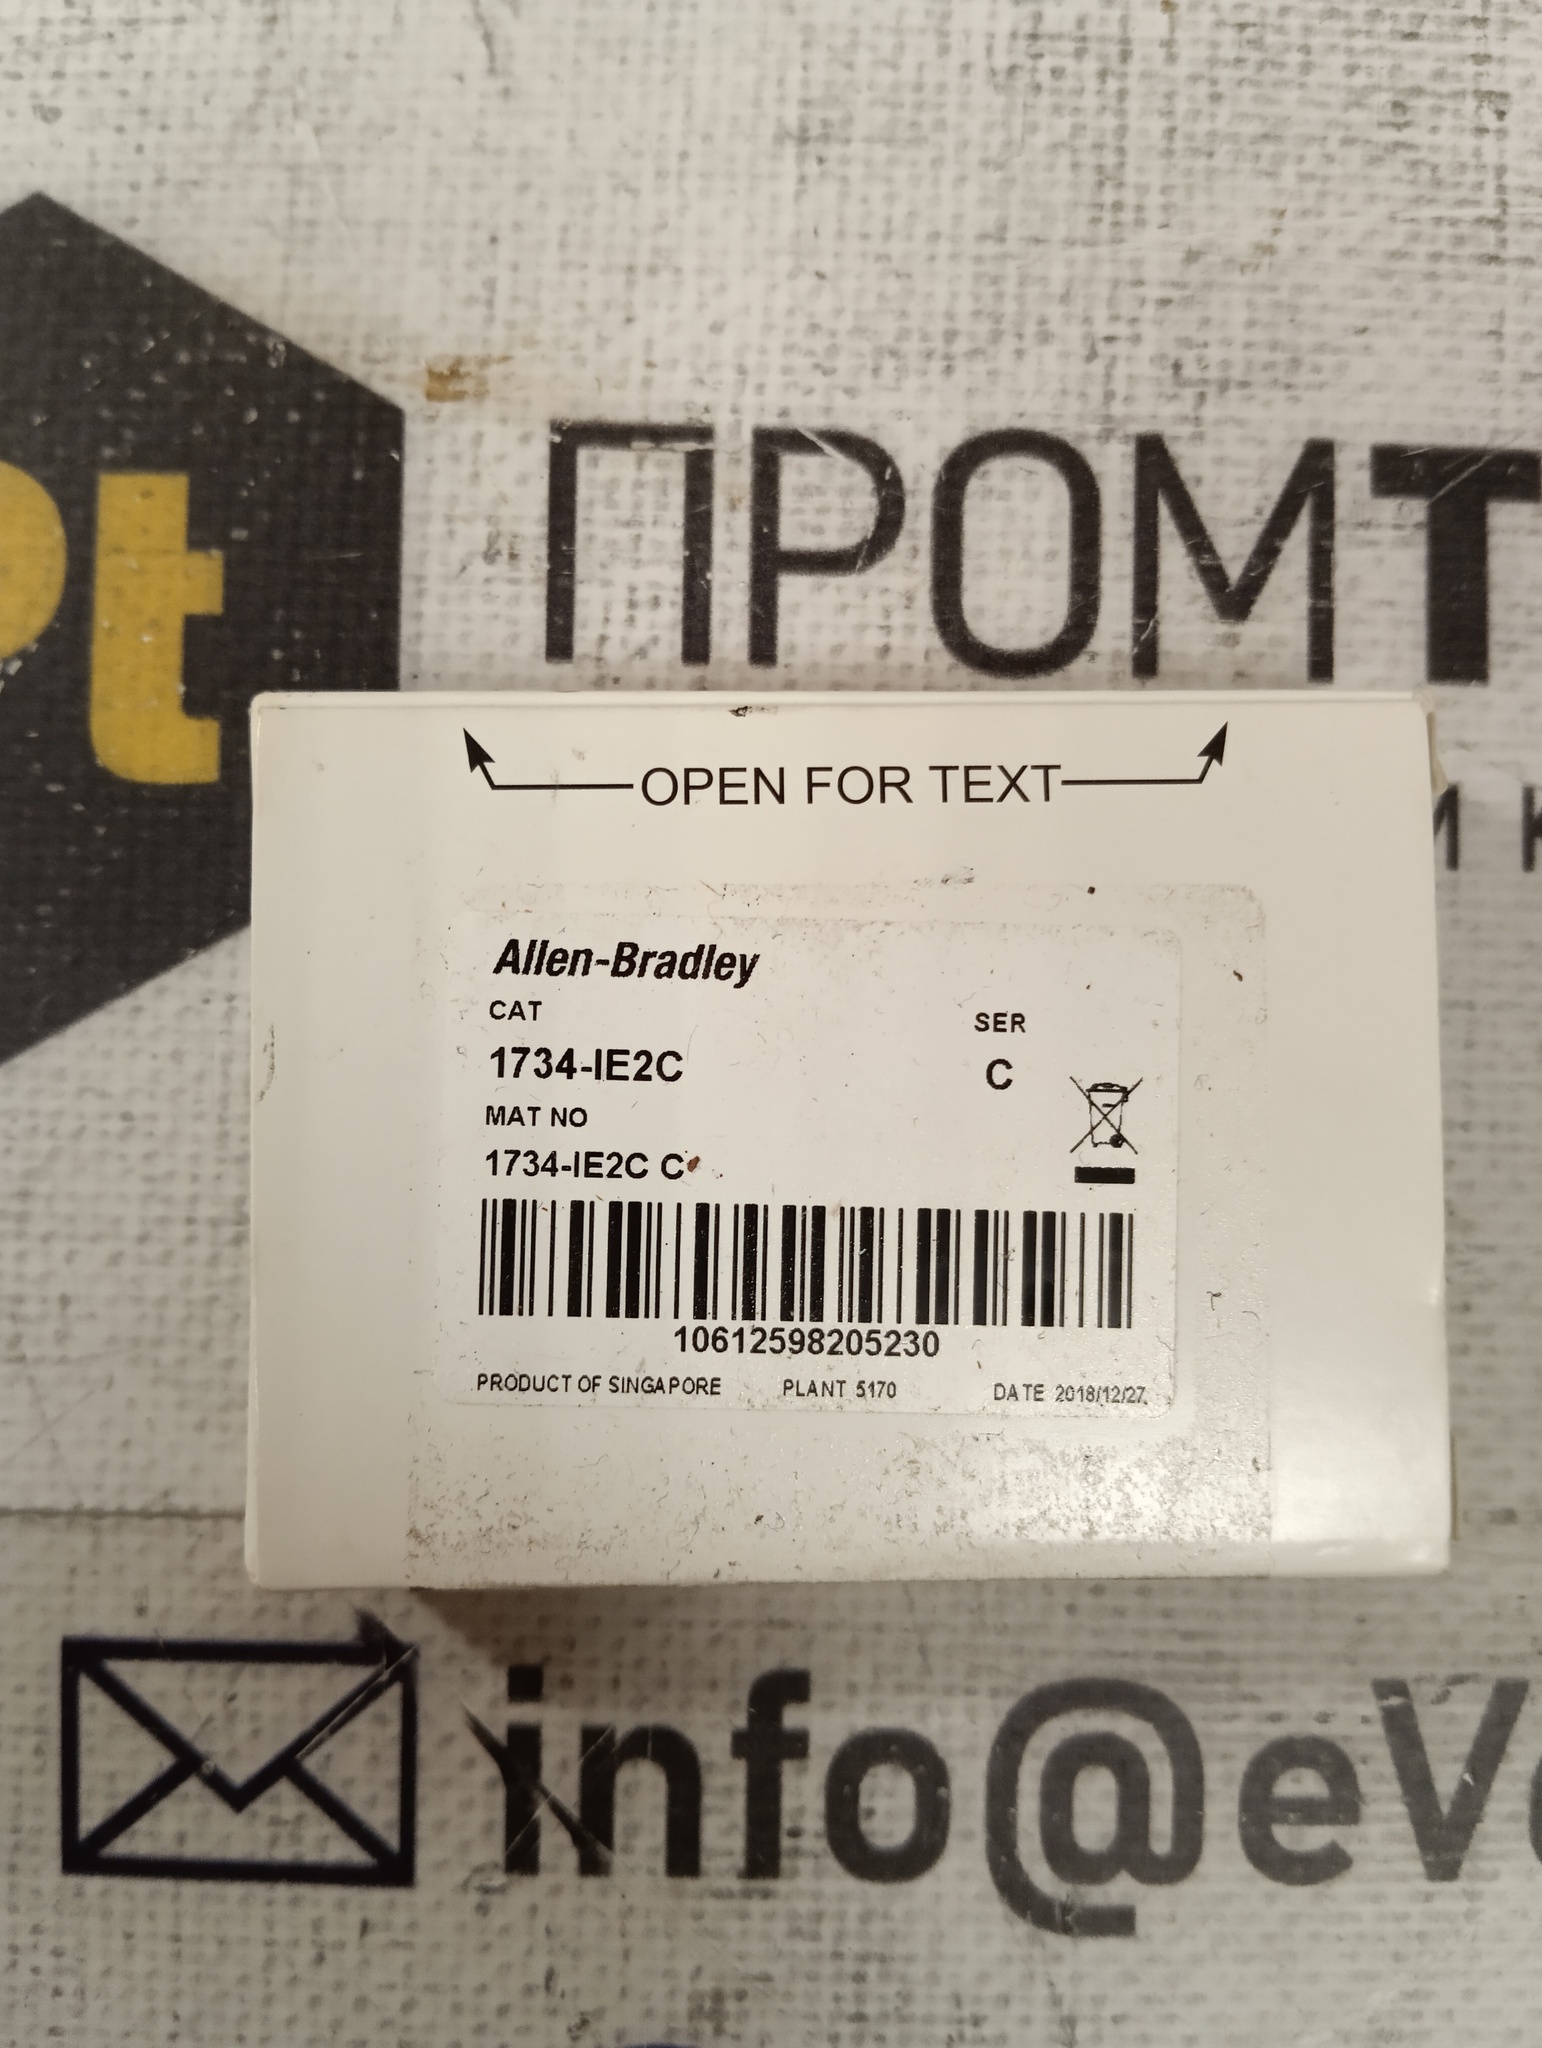 Pt
ПРОМТ
И К
OPEN FOR TEXT
Allen-Bradley
CAT
SER
1734-IE2C
C
MAT NO
1734-IE2C C
10612598205230
PRODUCT OF SINGAPORE PLANT 5170 DATE 2018/12/27
info@eV